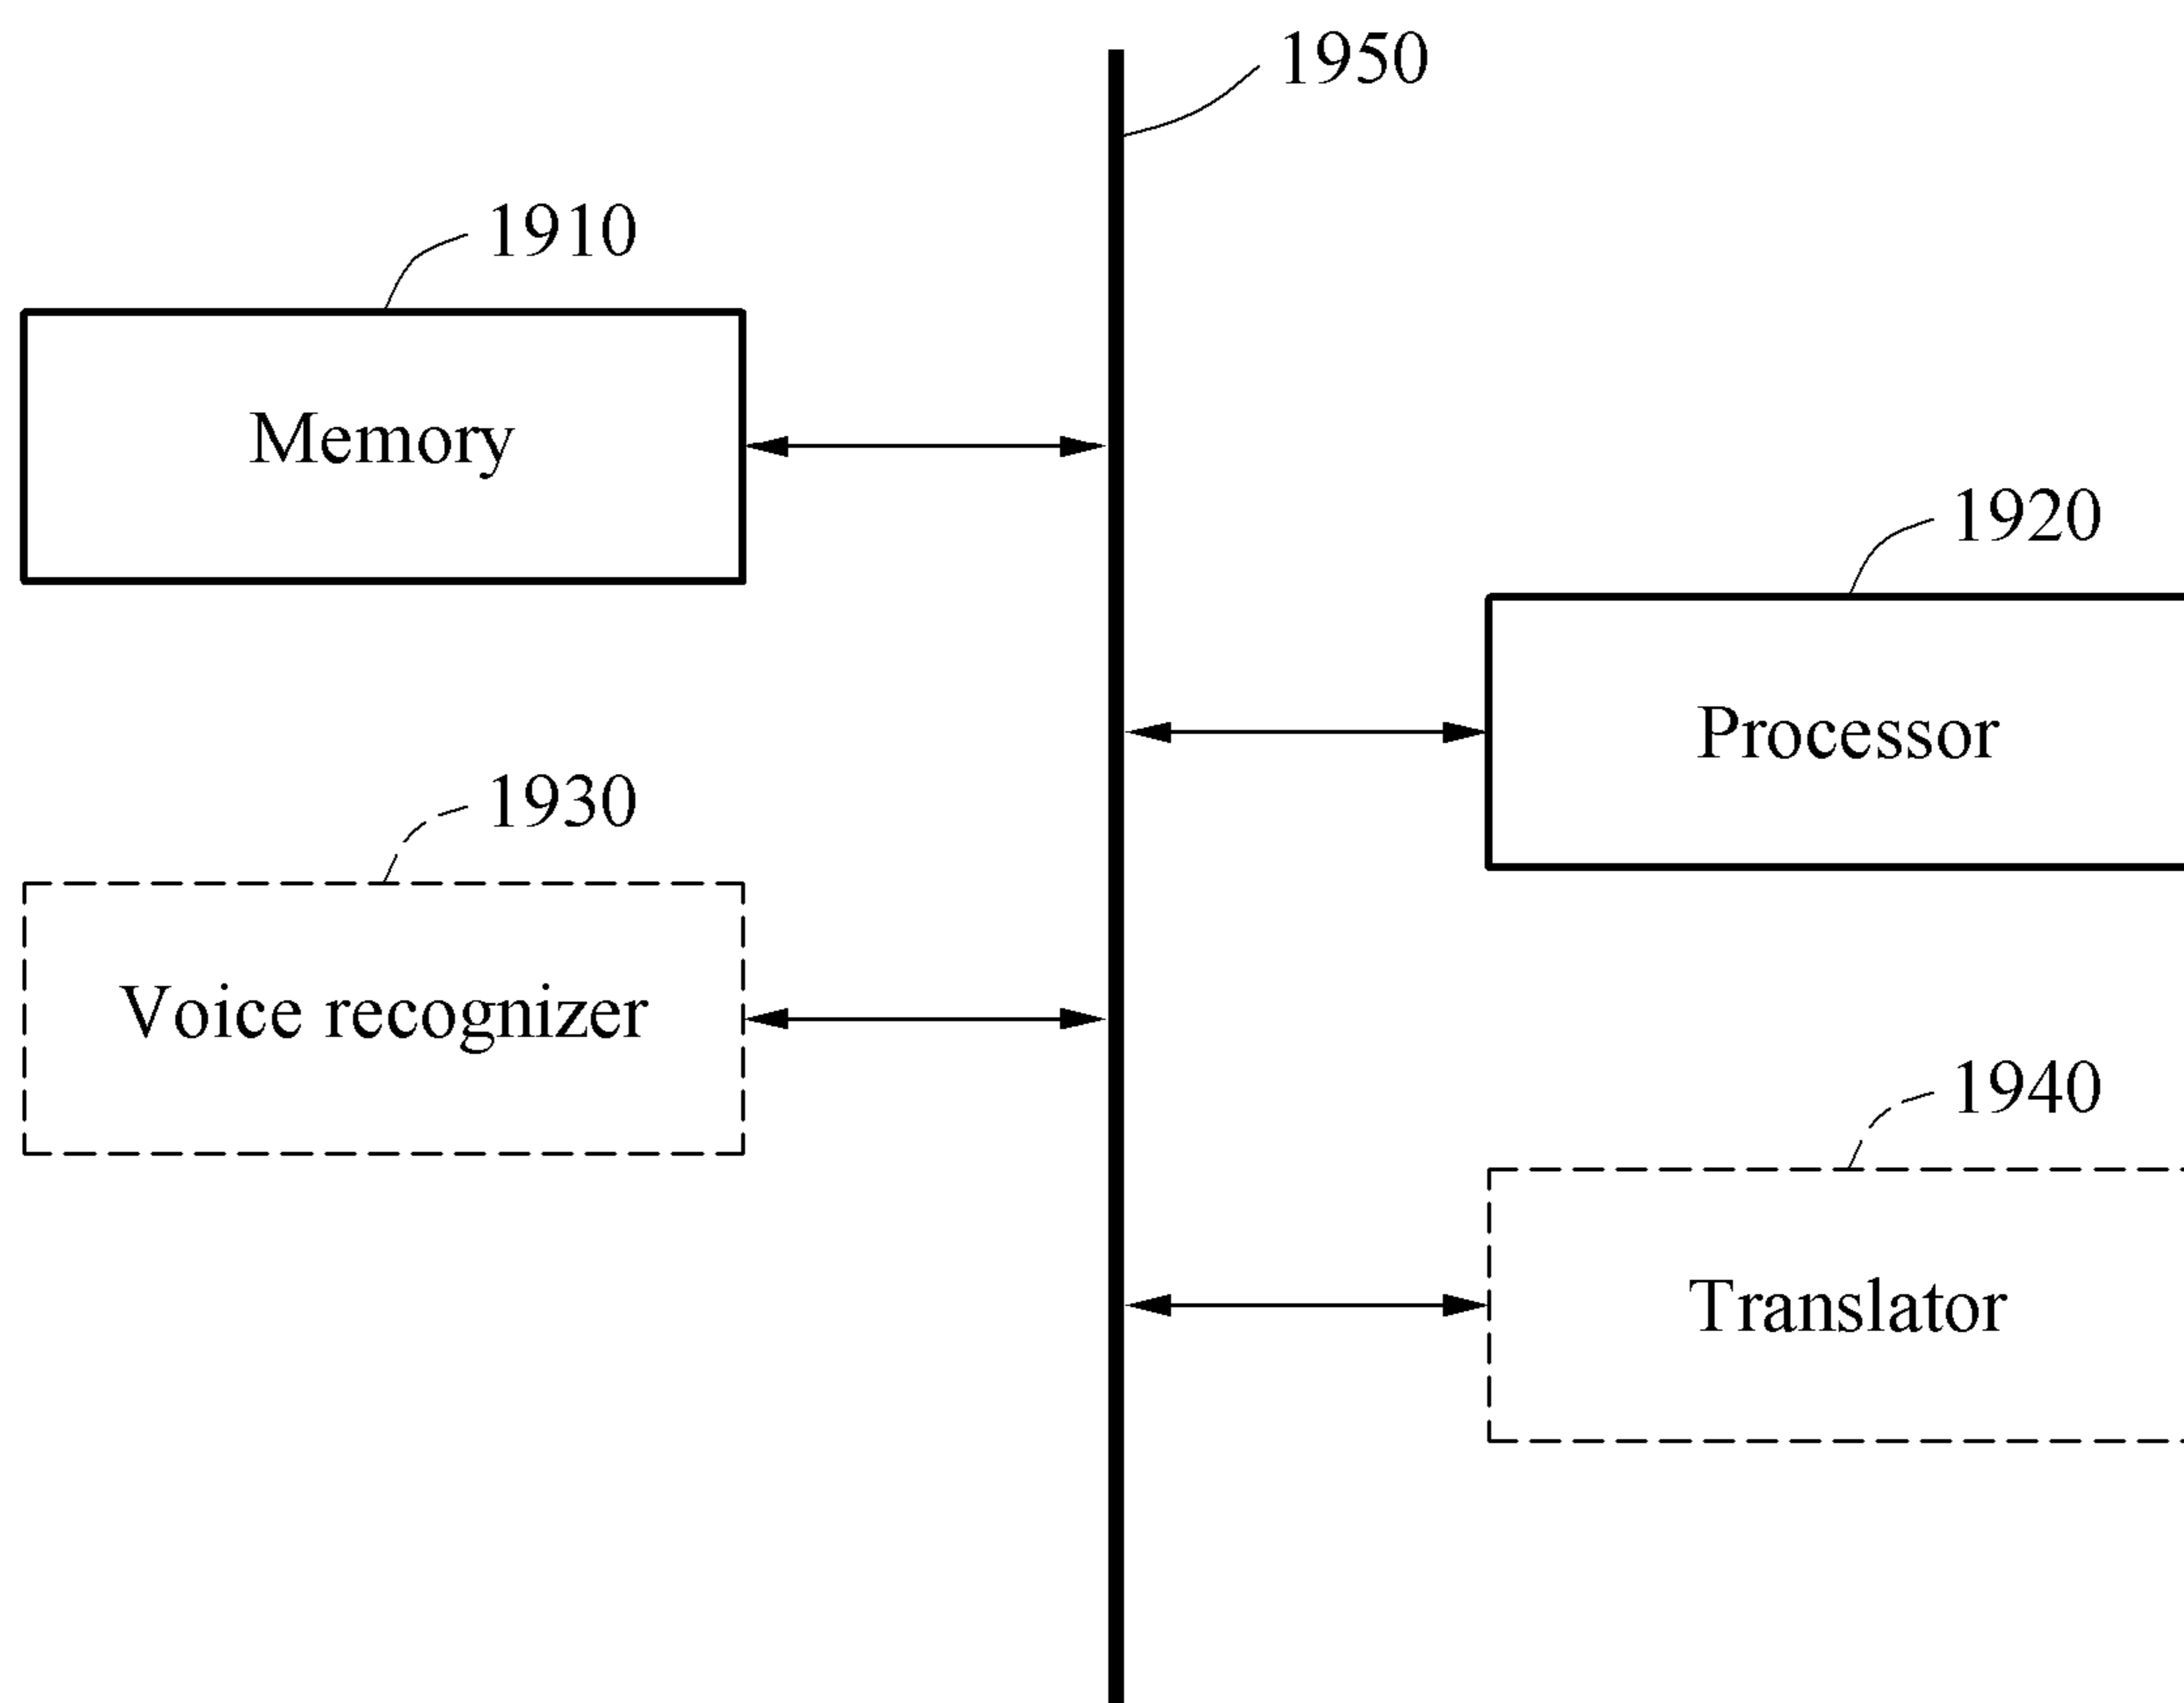 1950
1910
Memory
1920
Processor
1930
Voice recognizer
1940
Translator